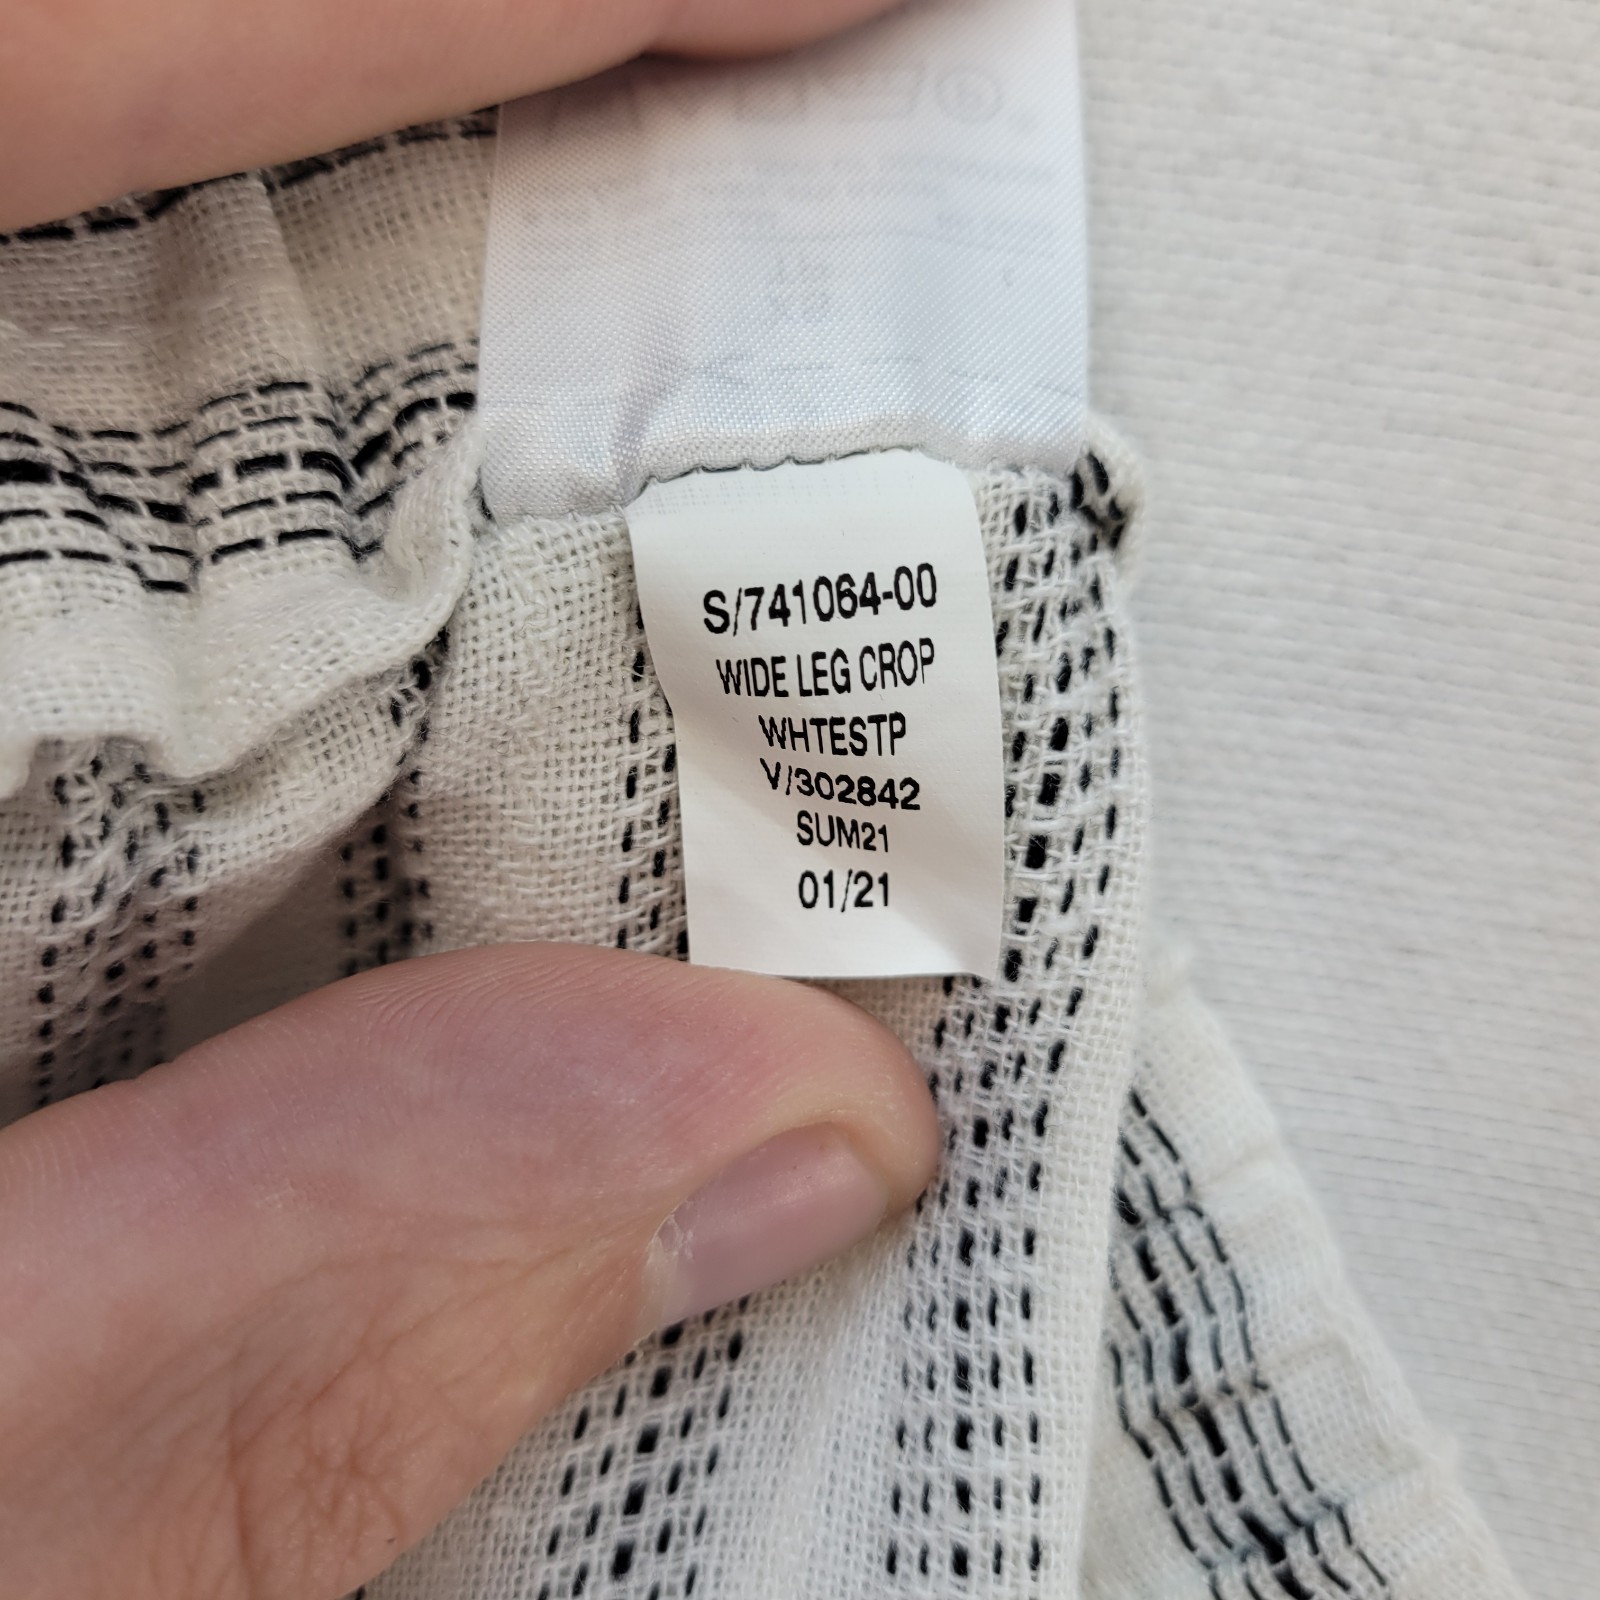 S/741064-00
WIDE LEG CROP
WHTESTP
V/302842
SUM21
01/21